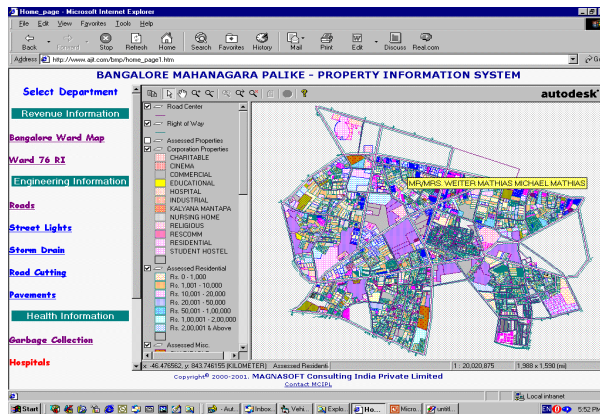 Home_page - Microsoft Internet Explorer
File Edit View Favorites Tools Help
Back Forward Stop Refresh Home Search Favorites History Mail Print Edit Discuss Real.com
Address http://www.ajit.com/bmp/home_page1.htm Go
BANGALORE MAHANAGARA PALIKE - PROPERTY INFORMATION SYSTEM
Select Department
Revenue Information
Bangalore Ward Map
Ward 76 RI
Engineering Information
Roads
Street Lights
Storm Drain
Road Cutting
Pavements
Health Information
Garbage Collection
Hospitals
autodesk
Road Center
Right of Way
Assessed Properties
Corporation Properties
CHARITABLE
CINEMA
COMMERCIAL
EDUCATIONAL
HOSPITAL
INDUSTRIAL
KALYANA MANTAPA
NURSING HOME
RELIGIOUS
RESCOMM
RESIDENTIAL
STUDENT HOSTEL
Assessed Residential
Rs. 0 - 1,000
Rs. 1,001 - 10,000
Rs. 10,001 - 20,000
Rs. 20,001 - 50,000
Rs. 50,001 - 1,00,000
Rs. 1,00,001 - 2,00,000
Rs. 2,00,001 & Above
Assessed Misc.
MR/MRS. WEITER MATHIAS MICHAEL MATHIAS
x: -46.476562, y: 843.746155 [KILOMETER] Assessed Residenti 1 : 20,020,875 1,988 x 1,590 (mi)
Copyright© 2000-2001. MAGNASOFT Consulting India Private Limited
Contact MCIPL
Local intranet
Start - Aut... Inbox... Vehi... Explo... Ho... Micro... untitl... EN 5:52 PM